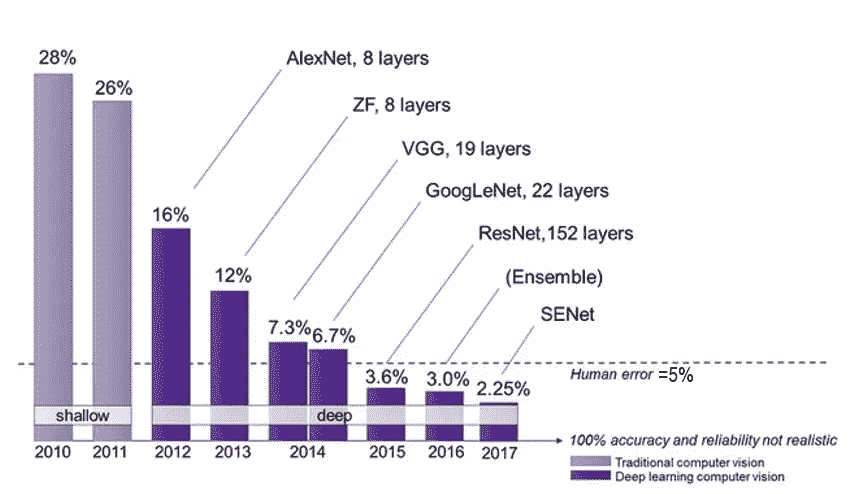 28%
26%
AlexNet, 8 layers
ZF, 8 layers
VGG, 19 layers
GoogLeNet, 22 layers
ResNet,152 layers
(Ensemble)
SENet
16%
12%
7.3%
6.7%
3.6%
3.0%
2.25%
Human error =5%
shallow
deep
100% accuracy and reliability not realistic
2010
2011
2012
2013
2014
2015
2016
2017
Traditional computer vision
Deep learning computer vision